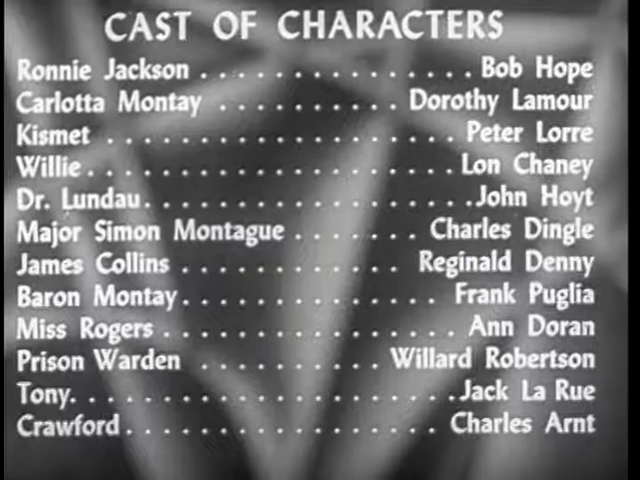 CAST OF CHARACTERS
Ronnie Jackson . . . . . . . . . . . . . . . . Bob Hope
Carlotta Montay . . . . . . . . . . . Dorothy Lamour
Kismet . . . . . . . . . . . . . . . . . . . Peter Lorre
Willie . . . . . . . . . . . . . . . . . . . . Lon Chaney
Dr. Lundau . . . . . . . . . . . . . . . . . . John Hoyt
Major Simon Montague . . . . . . . Charles Dingle
James Collins . . . . . . . . . . . . . Reginald Denny
Baron Montay . . . . . . . . . . . . . . Frank Puglia
Miss Rogers . . . . . . . . . . . . . . . . Ann Doran
Prison Warden . . . . . . . . . . Willard Robertson
Tony . . . . . . . . . . . . . . . . . . . . Jack La Rue
Crawford . . . . . . . . . . . . . . . . . Charles Arnt